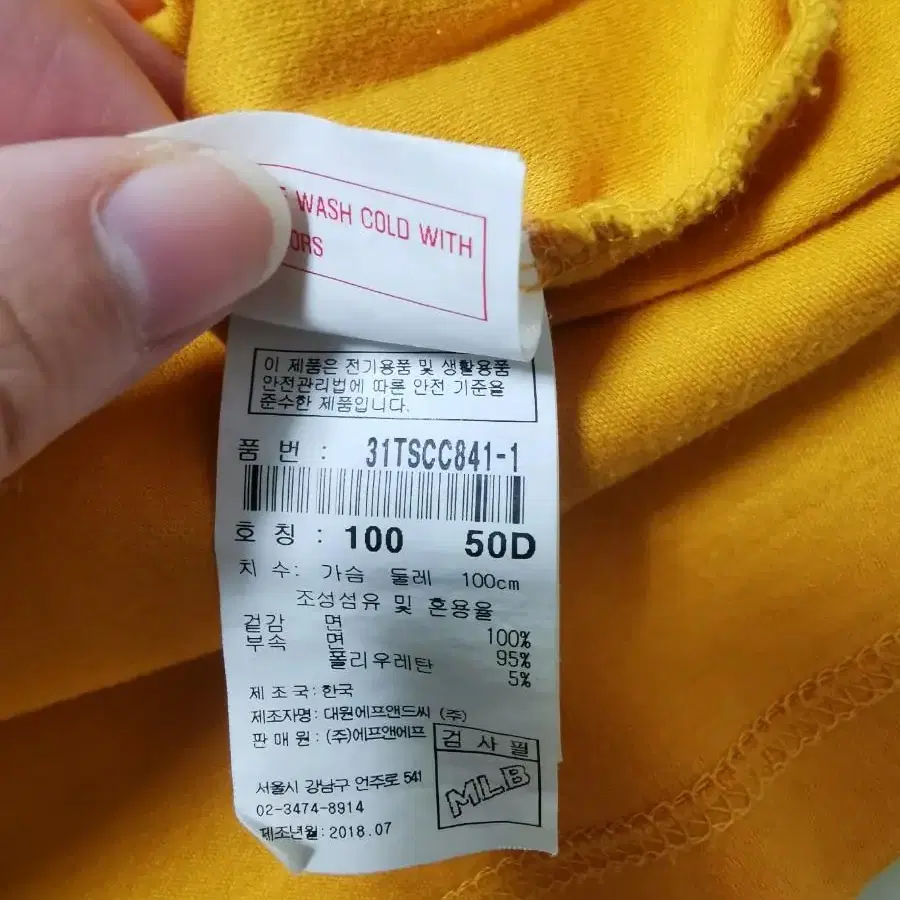 WASH COLD WITH
이 제품은 전기용품 및 생활용품
안전관리법에 따른 안전 기준을
준수한 제품입니다.
품 번 : 31TSCC841-1
호 칭 : 100 50D
치 수: 가슴 둘레 100cm
조성섬유 및 혼용율
겉감 면 100%
부속 면 95%
폴리우레탄 5%
제 조 국: 한국
제조자명: 대원에프앤드씨 (주)
판 매 원 : (주)에프앤에프
검 사 필
MLB
서울시 강남구 언주로 541
02-3474-8914
제조년월: 2018.07